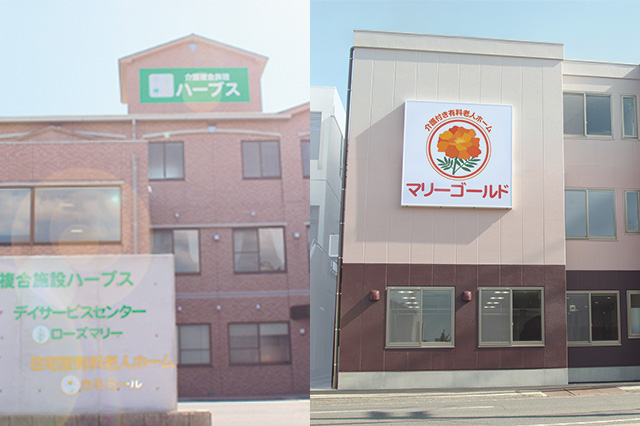 介護複合施設
ハーブス
複合施設ハーブス
デイサービスセンター
ローズマリー
住宅型有料老人ホーム
介護付き有料老人ホーム
マリーゴールド